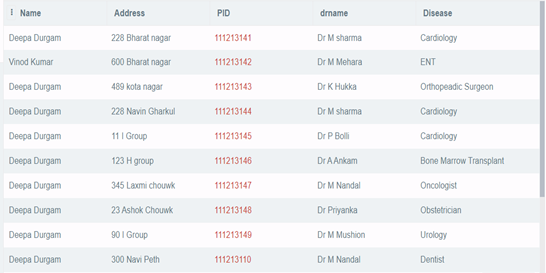 Name Address PID drname Disease
Deepa Durgam 228 Bharat nagar 111213141 Dr M sharma Cardiology
Vinod Kumar 600 Bharat nagar 111213142 Dr M Mehara ENT
Deepa Durgam 489 kota nagar 111213143 Dr K Hukka Orthopeadic Surgeon
Deepa Durgam 228 Navin Gharkul 111213144 Dr M sharma Cardiology
Deepa Durgam 11 I Group 111213145 Dr P Bolli Cardiology
Deepa Durgam 123 H group 111213146 Dr A Ankam Bone Marrow Transplant
Deepa Durgam 345 Laxmi chouwk 111213147 Dr M Nandal Oncologist
Deepa Durgam 23 Ashok Chouwk 111213148 Dr Priyanka Obstetrician
Deepa Durgam 90 I Group 111213149 Dr M Mushion Urology
Deepa Durgam 300 Navi Peth 111213110 Dr M Nandal Dentist